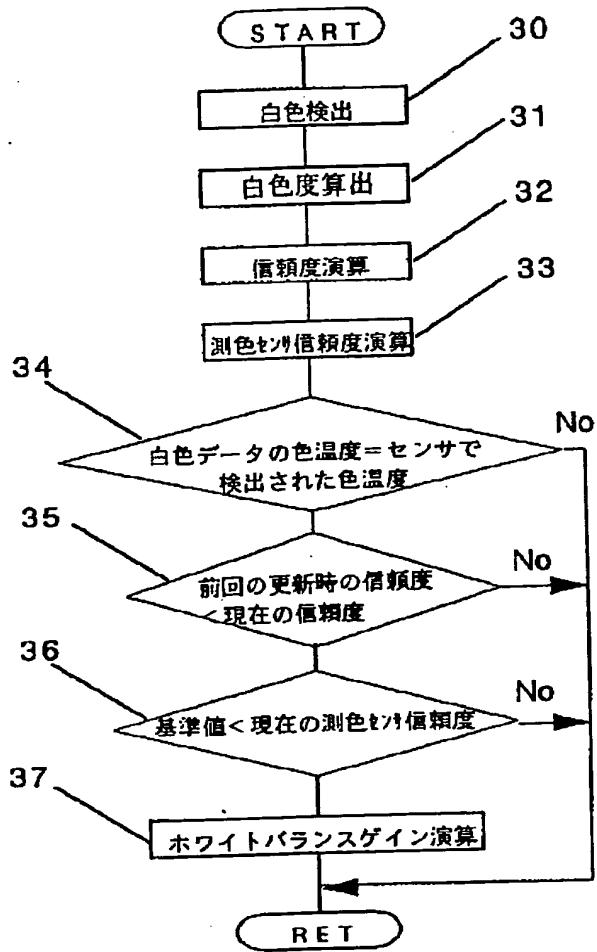 START
30
白色検出
31
白色度算出
32
信頼度演算
33
測色ｾﾝｻ信頼度演算
34
白色データの色温度＝センサで
検出された色温度
No
35
前回の更新時の信頼度
＜現在の信頼度
No
36
基準値＜現在の測色ｾﾝｻ信頼度
No
37
ホワイトバランスゲイン演算
RET